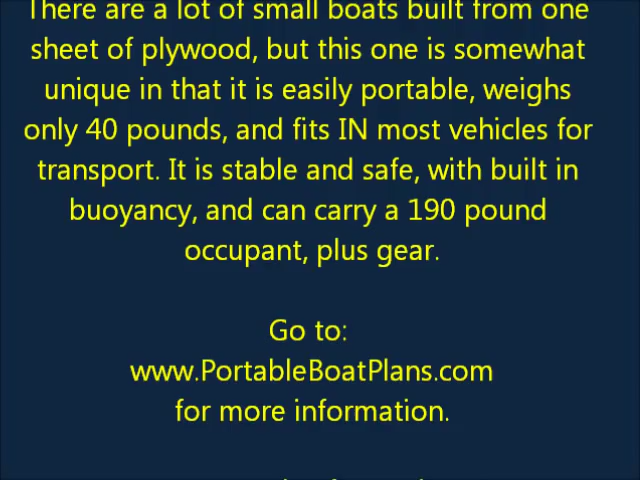 There are a lot of small boats built from one
sheet of plywood, but this one is somewhat
unique in that it is easily portable, weighs
only 40 pounds, and fits IN most vehicles for
transport. It is stable and safe, with built in
buoyancy, and can carry a 190 pound
occupant, plus gear.
Go to:
www.PortableBoatPlans.com
for more information.